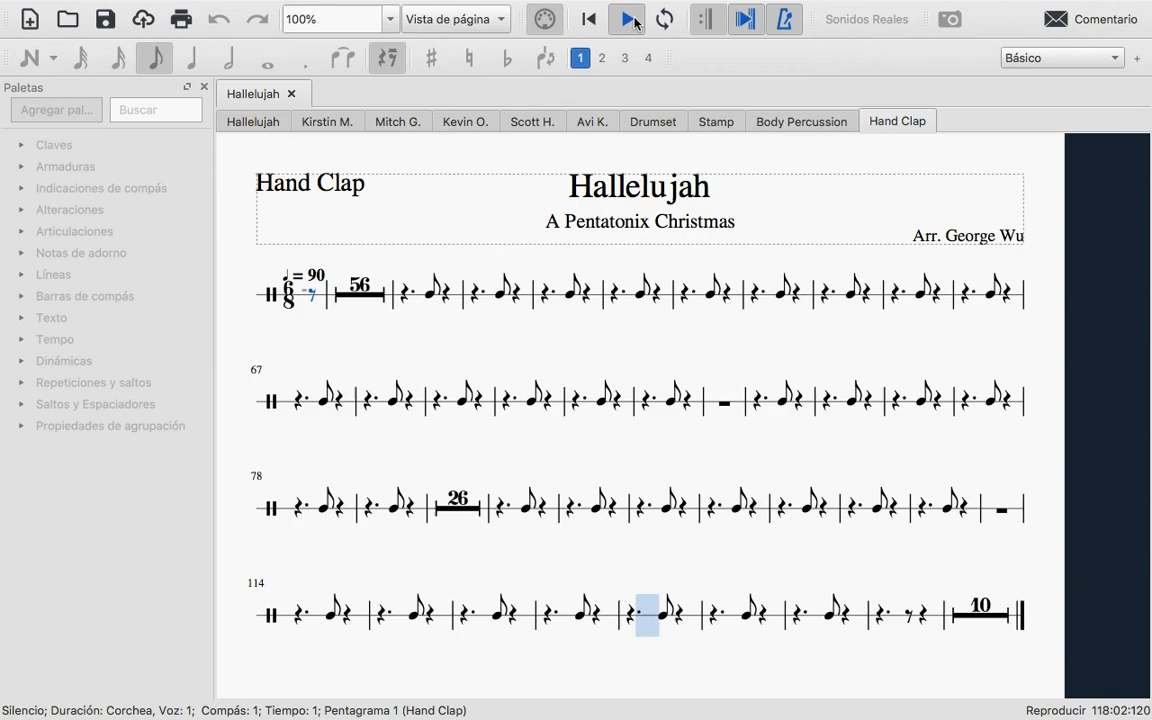 100% Vista de página Sonidos Reales Comentario
1 2 3 4 Básico +
Paletas
Hallelujah
Agregar pal... Buscar
Hallelujah Kirstin M. Mitch G. Kevin O. Scott H. Avi K. Drumset Stamp Body Percussion Hand Clap
Claves
Armaduras
Indicaciones de compás
Alteraciones
Articulaciones
Notas de adorno
Líneas
Barras de compás
Texto
Tempo
Dinámicas
Repeticiones y saltos
Saltos y Espaciadores
Propiedades de agrupación
Hand Clap
Hallelujah
A Pentatonix Christmas
Arr. George Wu
= 90
6 8
56
67
78
26
114
10
Silencio; Duración: Corchea, Voz: 1; Compás: 1; Tiempo: 1; Pentagrama 1 (Hand Clap)
Reproducir 118:02:120